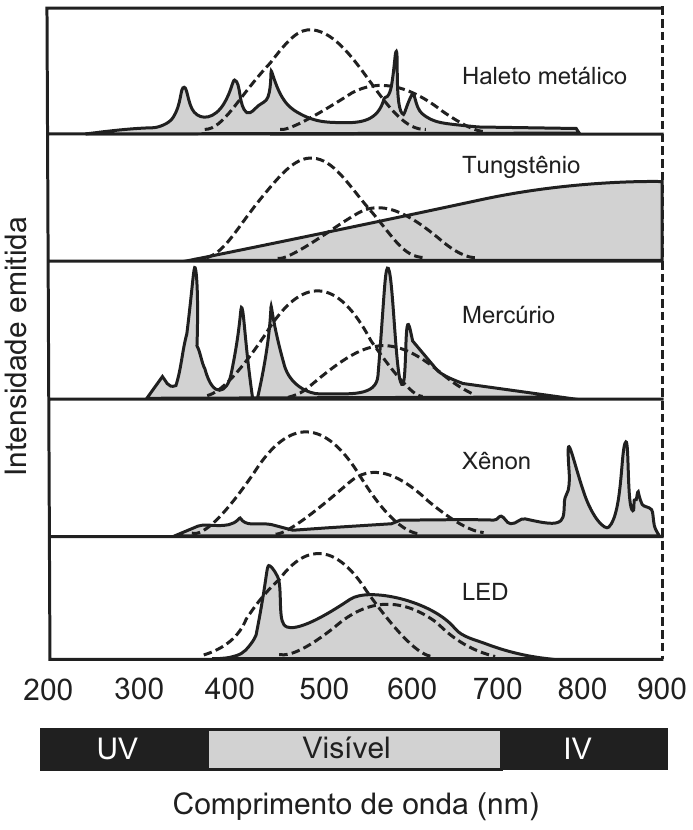 Haleto metálico
Tungstênio
Mercúrio
Xênon
LED
Intensidade emitida
200 300 400 500 600 700 800 900
UV Visível IV
Comprimento de onda (nm)